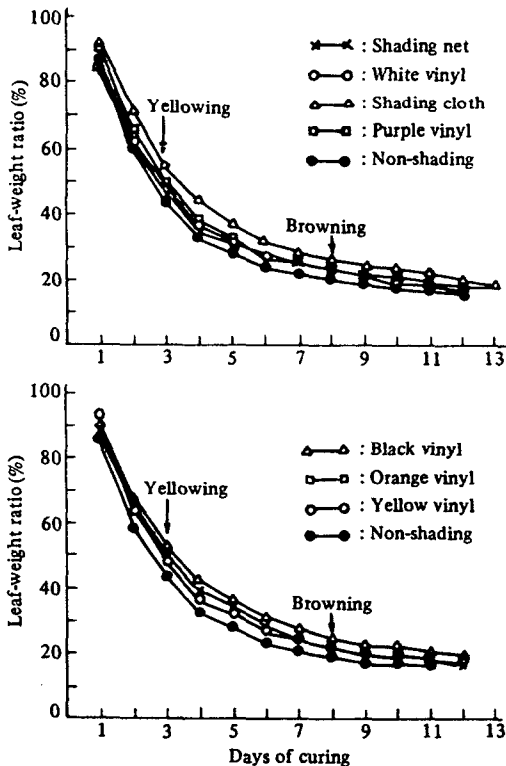 100
80
60
40
20
0
Leaf-weight ratio (%)
Yellowing
Browning
: Shading net
: White vinyl
: Shading cloth
: Purple vinyl
: Non-shading
1 3 5 7 9 11 13
100
80
60
40
20
0
Leaf-weight ratio (%)
Yellowing
Browning
: Black vinyl
: Orange vinyl
: Yellow vinyl
: Non-shading
1 3 5 7 9 11 13
Days of curing